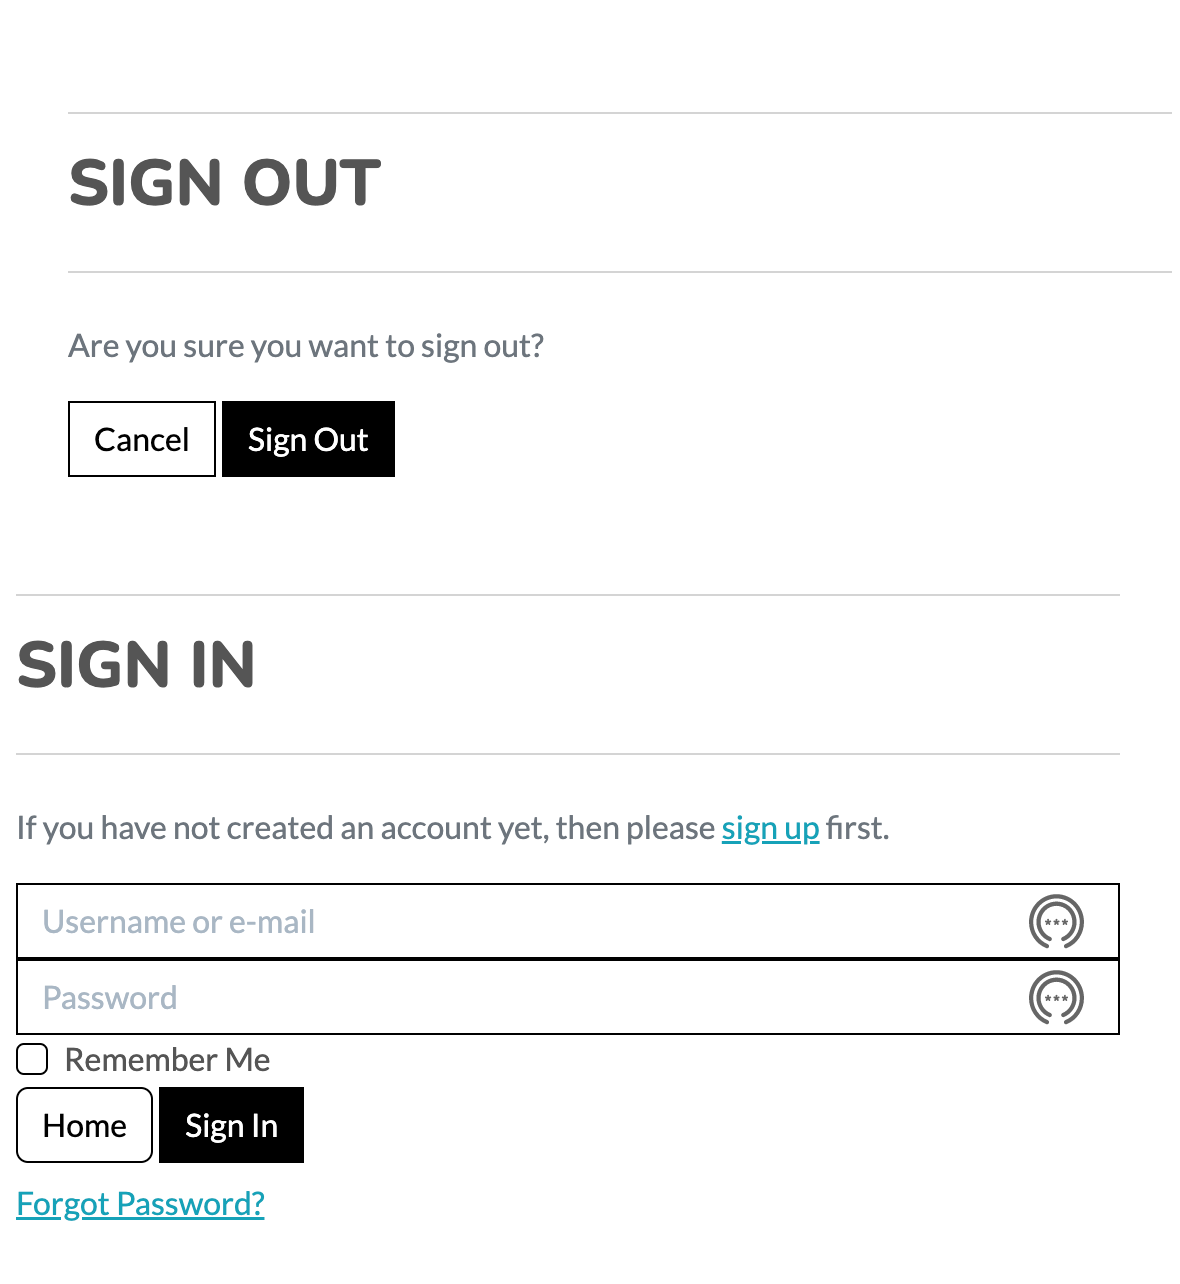 SIGN OUT
Are you sure you want to sign out?
Cancel Sign Out
SIGN IN
If you have not created an account yet, then please sign up first.
Username or e-mail
Password
Remember Me
Home Sign In
Forgot Password?